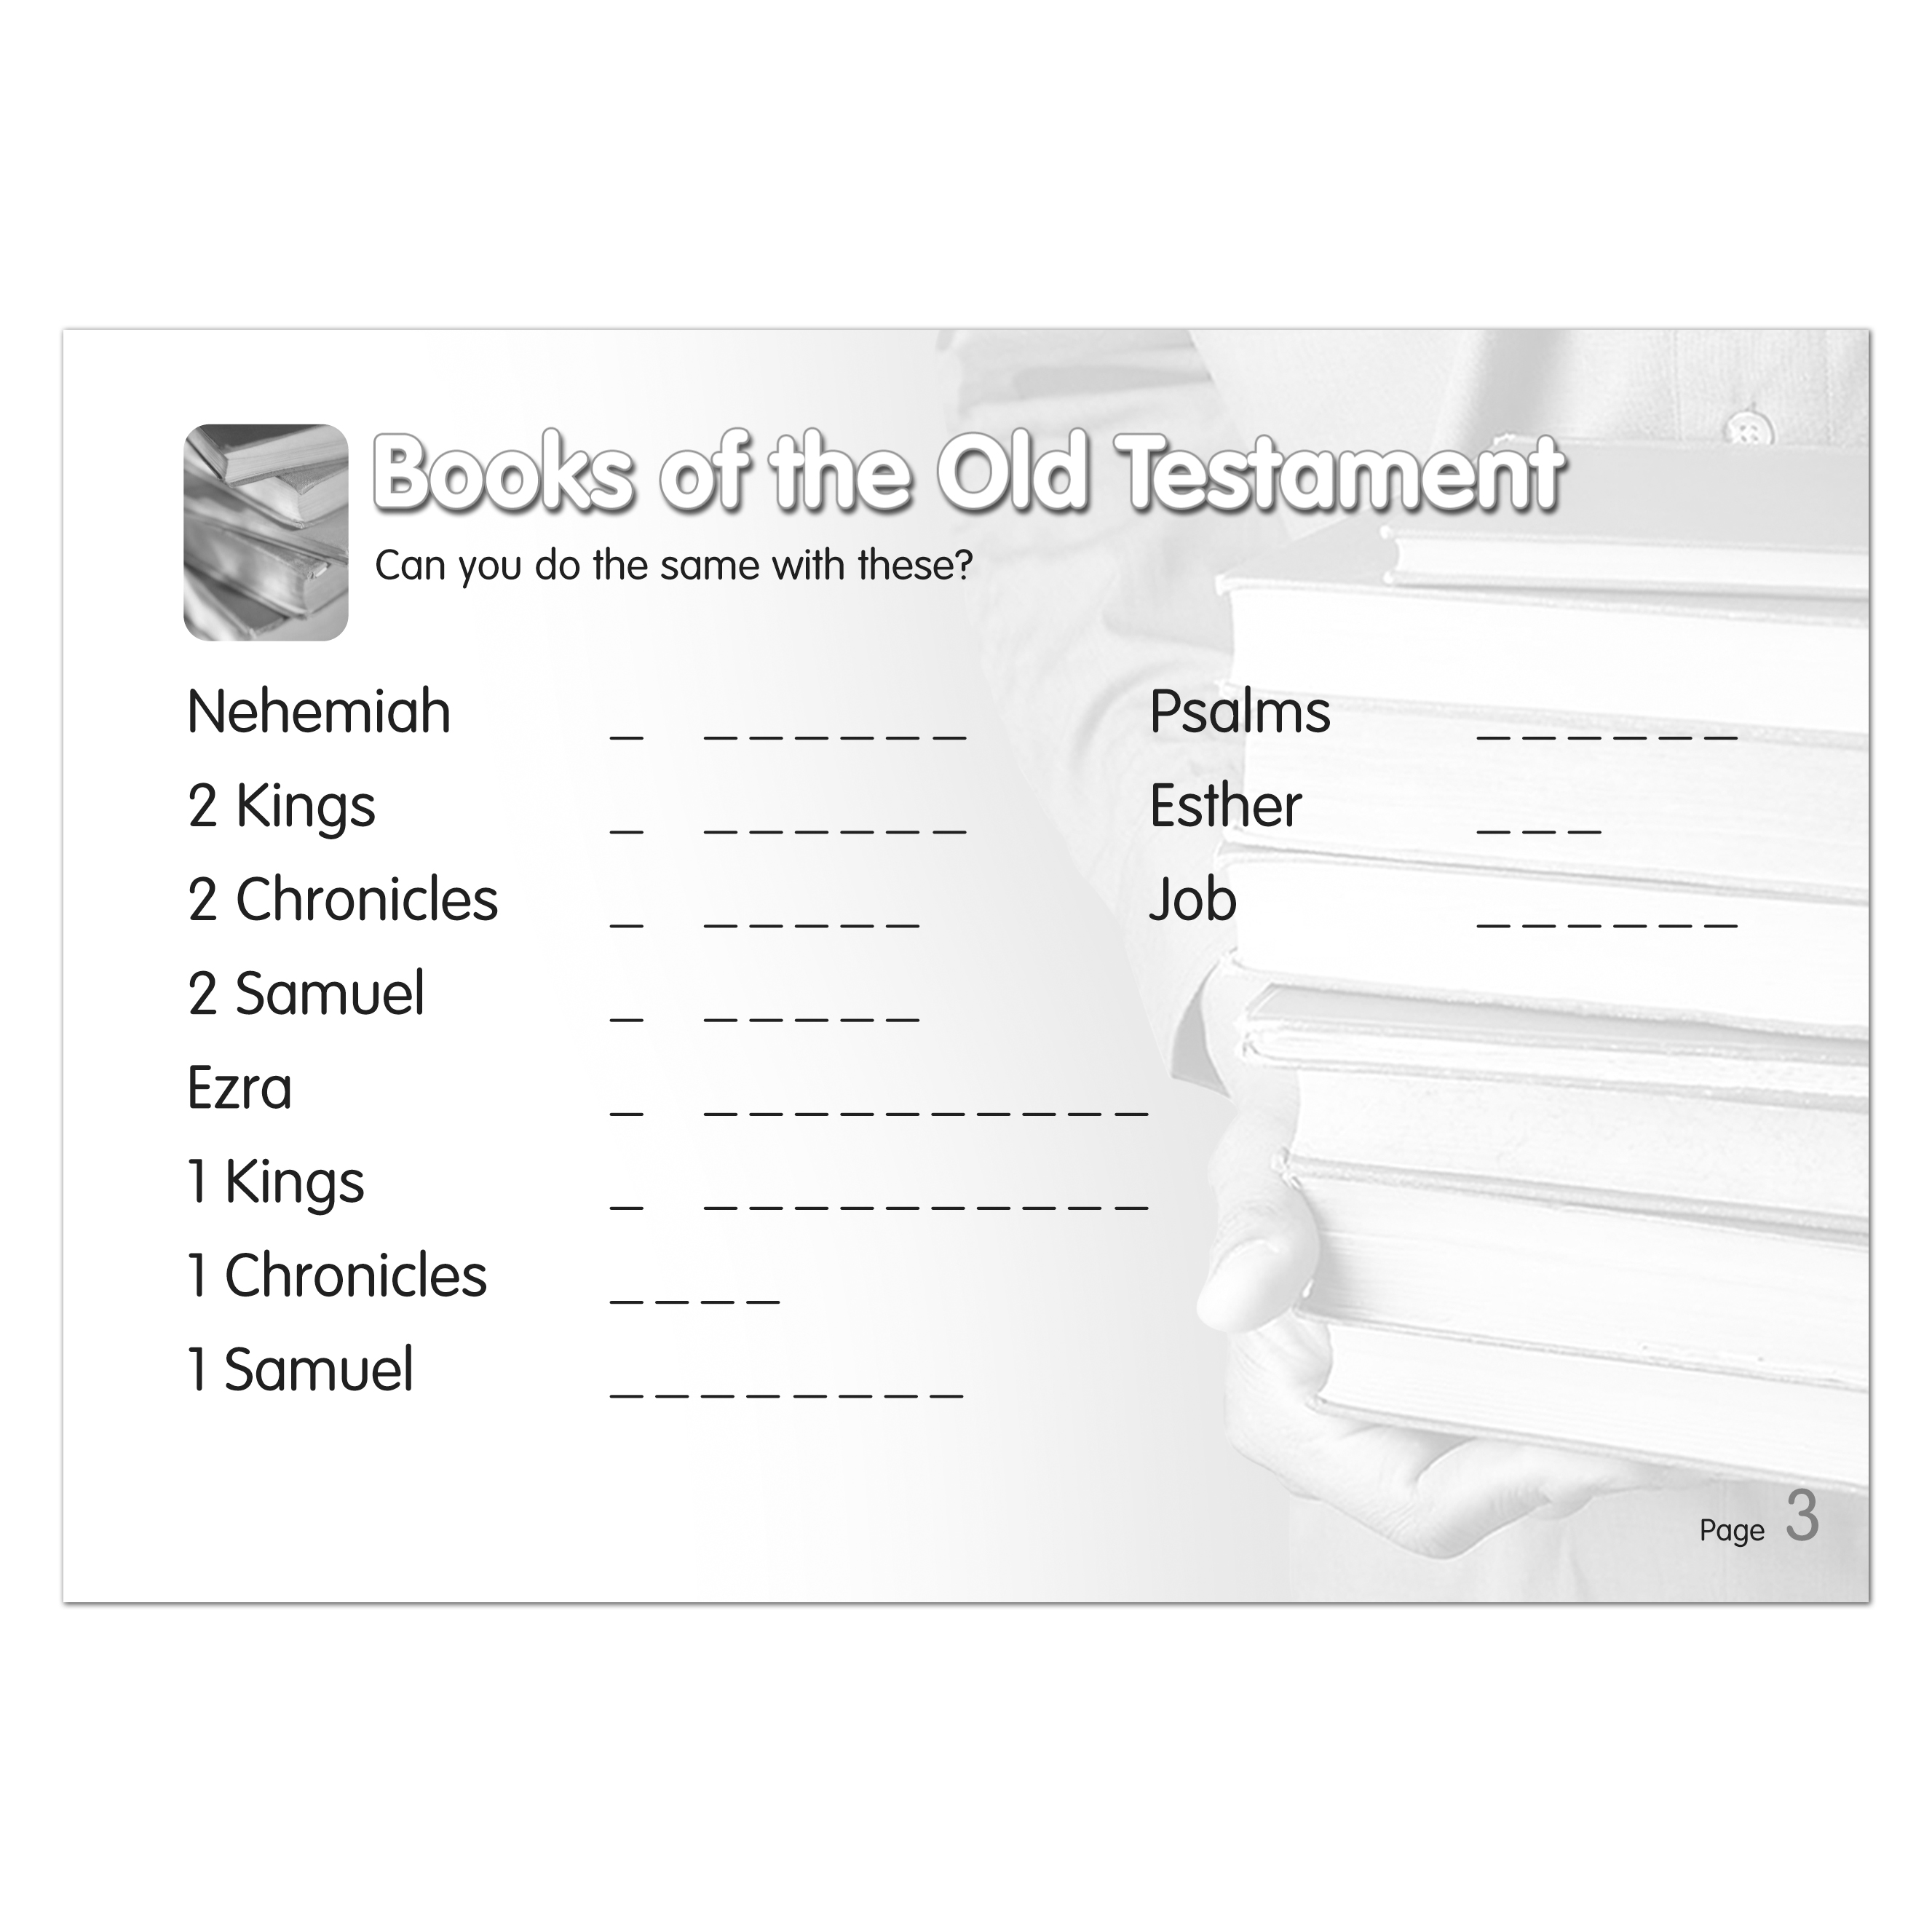 Books of the Old Testament
Can you do the same with these?
Nehemiah _ _ _ _ _ _ _
2 Kings _ _ _ _ _ _ _
2 Chronicles _ _ _ _ _ _
2 Samuel _ _ _ _ _ _
Ezra _ _ _ _ _ _ _ _ _ _ _
1 Kings _ _ _ _ _ _ _ _ _ _ _
1 Chronicles _ _ _ _
1 Samuel _ _ _ _ _ _ _ _
Psalms _ _ _ _ _ _
Esther _ _ _
Job _ _ _ _ _ _
Page 3